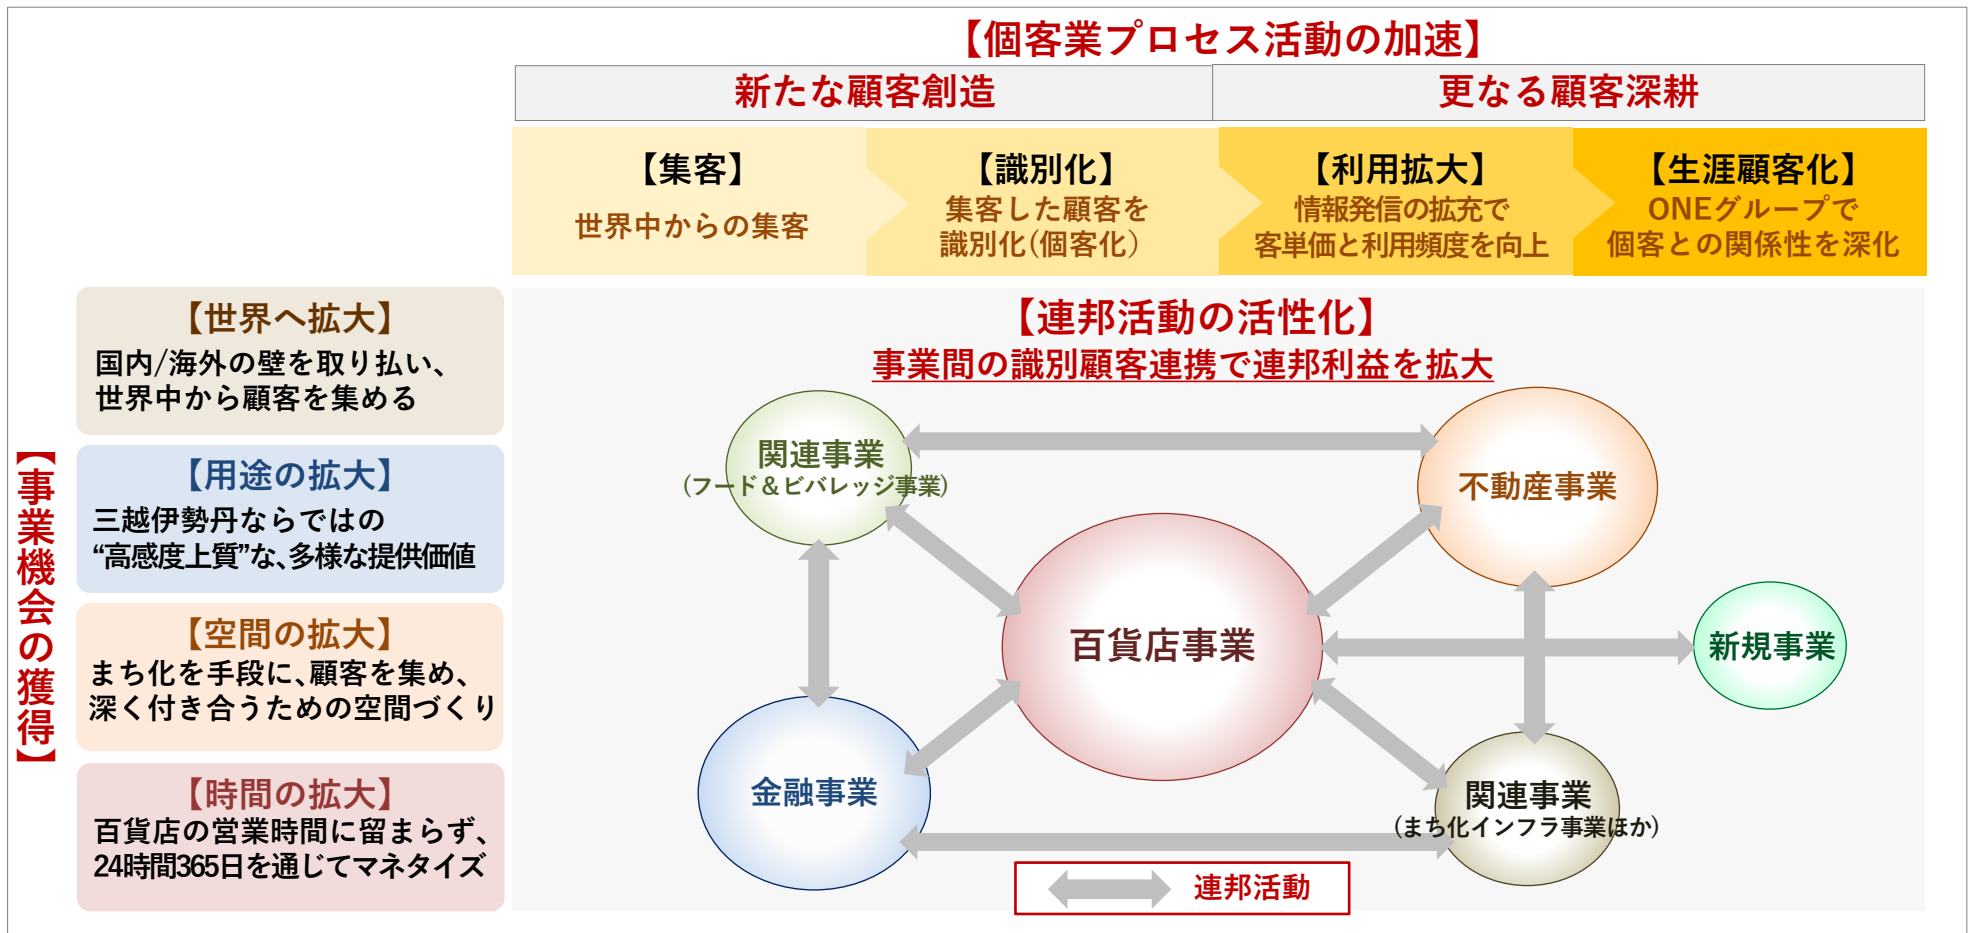 【個客業プロセス活動の加速】
新たな顧客創造
更なる顧客深耕
【集客】
世界中からの集客
【識別化】
集客した顧客を
識別化(個客化）
【利用拡大】
情報発信の拡充で
客単価と利用頻度を向上
【生涯顧客化】
ONEグループで
個客との関係性を深化
【事業機会の獲得】
【世界へ拡大】
国内/海外の壁を取り払い、
世界中から顧客を集める
【用途の拡大】
三越伊勢丹ならではの
“高感度上質”な、多様な提供価値
【空間の拡大】
まち化を手段に、顧客を集め、
深く付き合うための空間づくり
【時間の拡大】
百貨店の営業時間に留まらず、
24時間365日を通じてマネタイズ
【連邦活動の活性化】
事業間の識別顧客連携で連邦利益を拡大
関連事業
(フード＆ビバレッジ事業)
不動産事業
百貨店事業
新規事業
金融事業
関連事業
(まち化インフラ事業ほか)
連邦活動